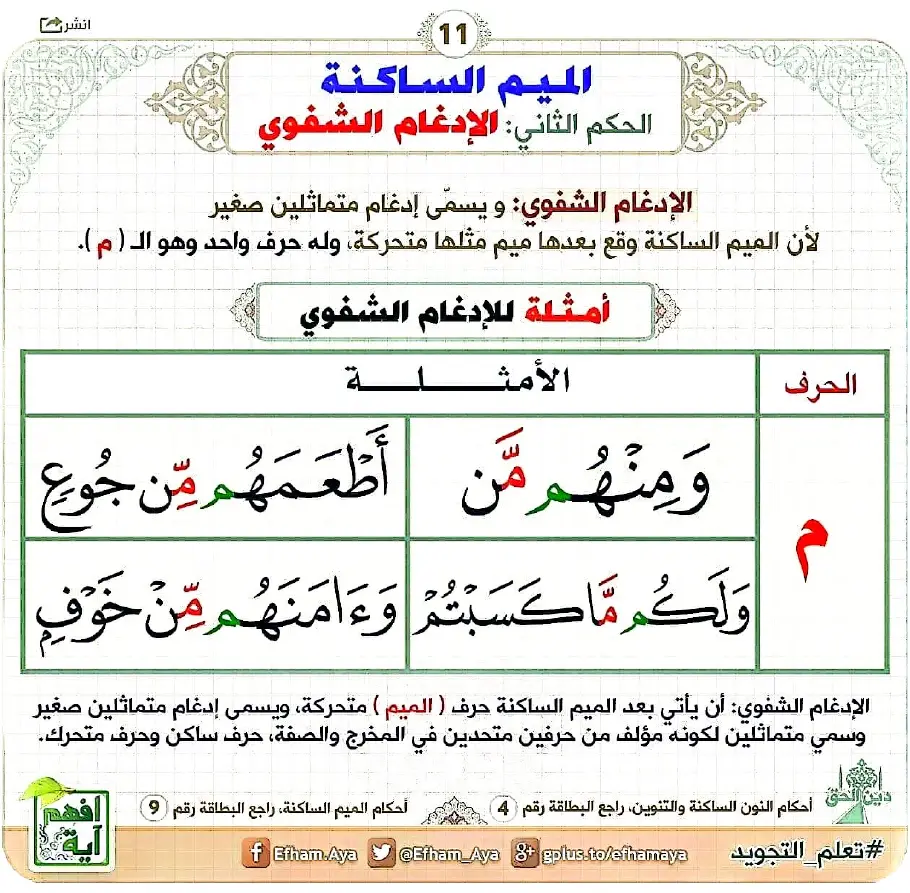 انشر
11
الميم الساكنة
الحكم الثاني: الإدغام الشفوي
الإدغام الشفوي: و يسمّى إدغام متماثلين صغير
لأن الميم الساكنة وقع بعدها ميم مثلها متحركة، وله حرف واحد وهو الـ ( م ).
أمثلة للإدغام الشفوي
الحرف
الأمثـــلـــة
م
وَمِنْهُم مَّن
أَطْعَمَهُم مِّن جُوعٍ
وَلَكُم مَّا كَسَبْتُمْ
وَءَامَنَهُم مِّنْ خَوْفٍ
الإدغام الشفوي: أن يأتي بعد الميم الساكنة حرف ( الميم ) متحركة، ويسمى إدغام متماثلين صغير
وسمي متماثلين لكونه مؤلف من حرفين متحدين في المخرج والصفة، حرف ساكن وحرف متحرك.
دين الحق
أحكام النون الساكنة والتنوين، راجع البطاقة رقم 4
أحكام الميم الساكنة، راجع البطاقة رقم 9
افهم
آية
#تعلم_التجويد
gplus.to/efhamaya
@Efham_Aya
Efham.Aya